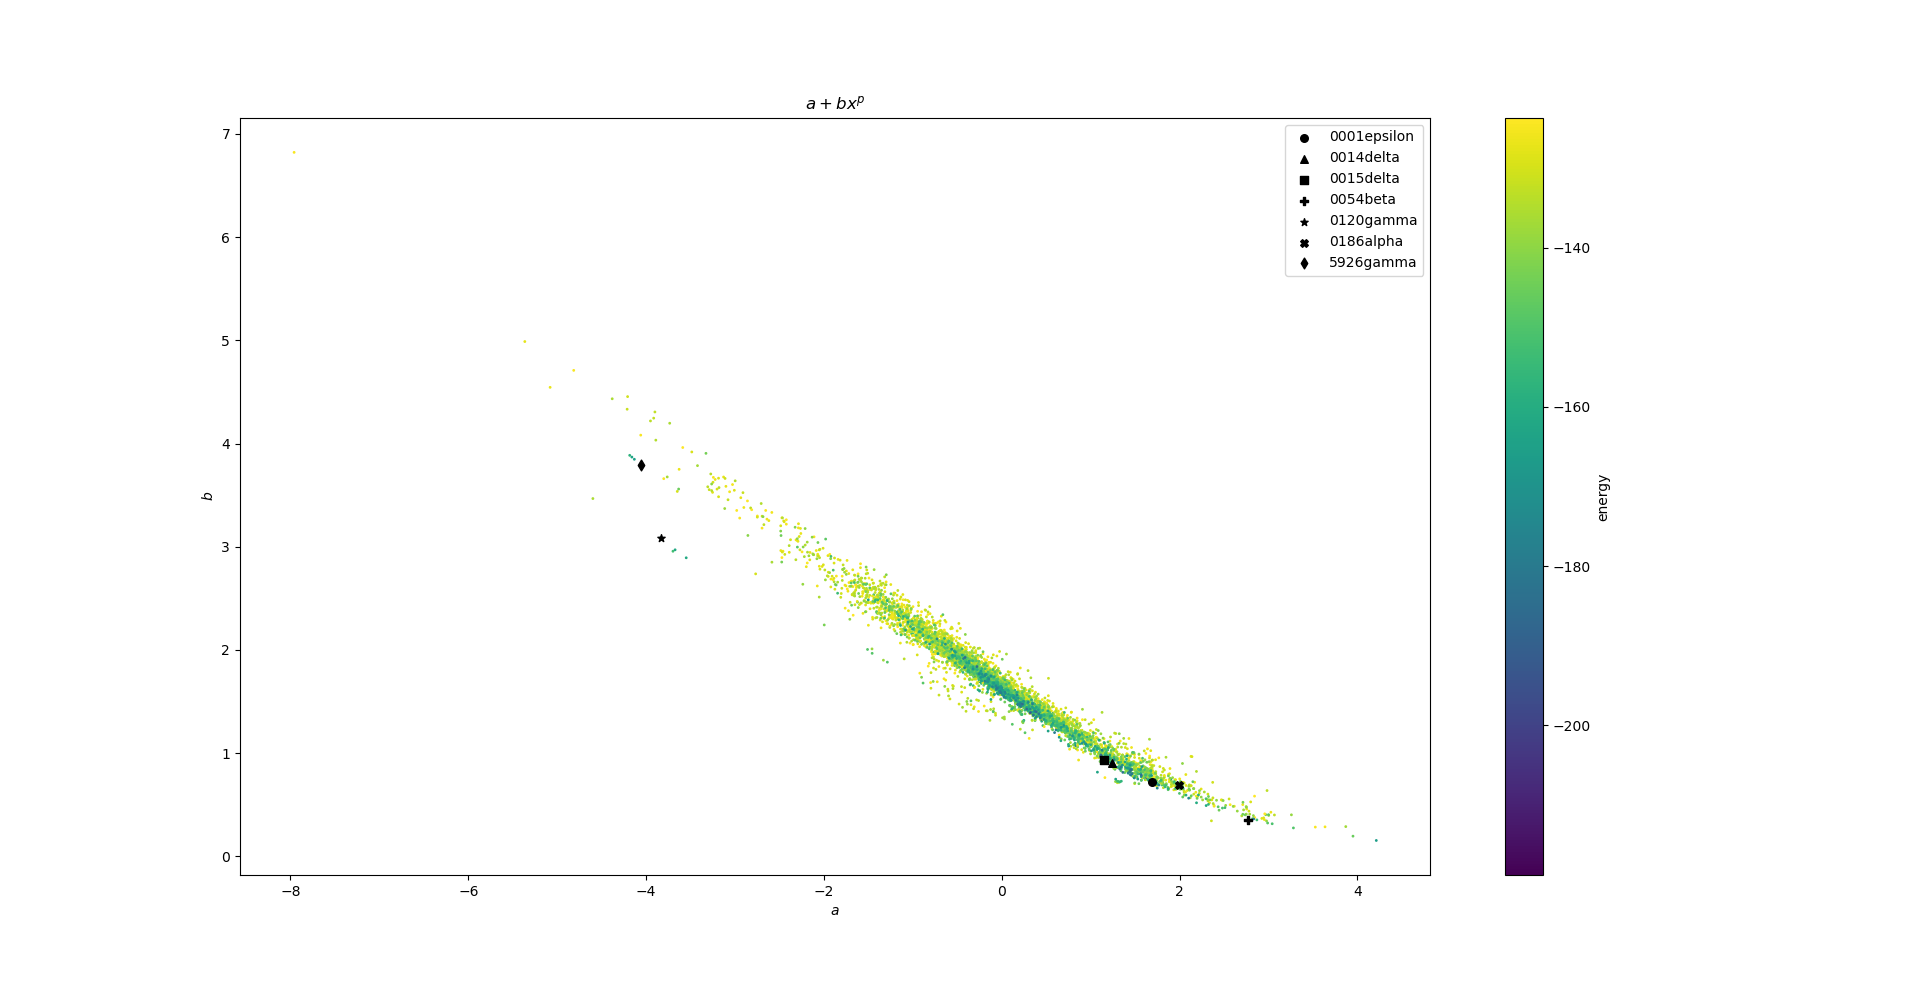 a + bx^p
7
6
5
4
3
2
1
0
b
−8
−6
−4
−2
0
2
4
a
0001epsilon
0014delta
0015delta
0054beta
0120gamma
0186alpha
5926gamma
−140
−160
−180
−200
energy